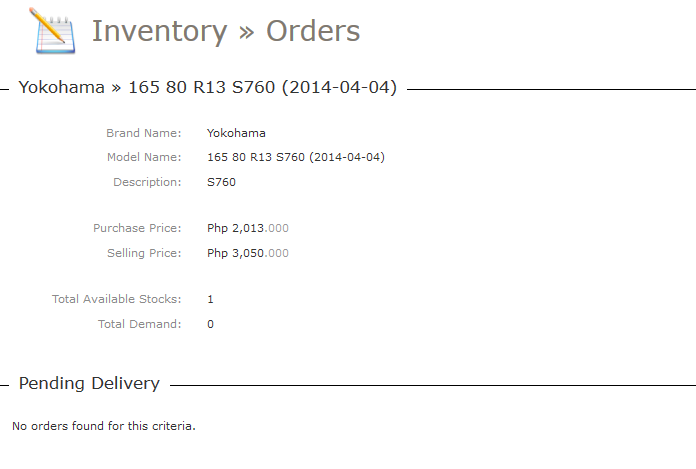 Inventory » Orders
Yokohama » 165 80 R13 S760 (2014-04-04)
Brand Name: Yokohama
Model Name: 165 80 R13 S760 (2014-04-04)
Description: S760
Purchase Price: Php 2,013.000
Selling Price: Php 3,050.000
Total Available Stocks: 1
Total Demand: 0
Pending Delivery
No orders found for this criteria.